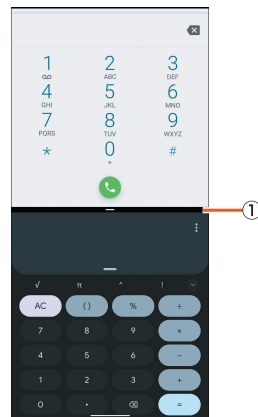 1 2 3
ABC DEF
4 5 6
GHI JKL MNO
7 8 9
PQRS TUV WXYZ
* 0 #
+
①
√ π ^ !
AC ( ) % ÷
7 8 9 ×
4 5 6 −
1 2 3 +
0 . =